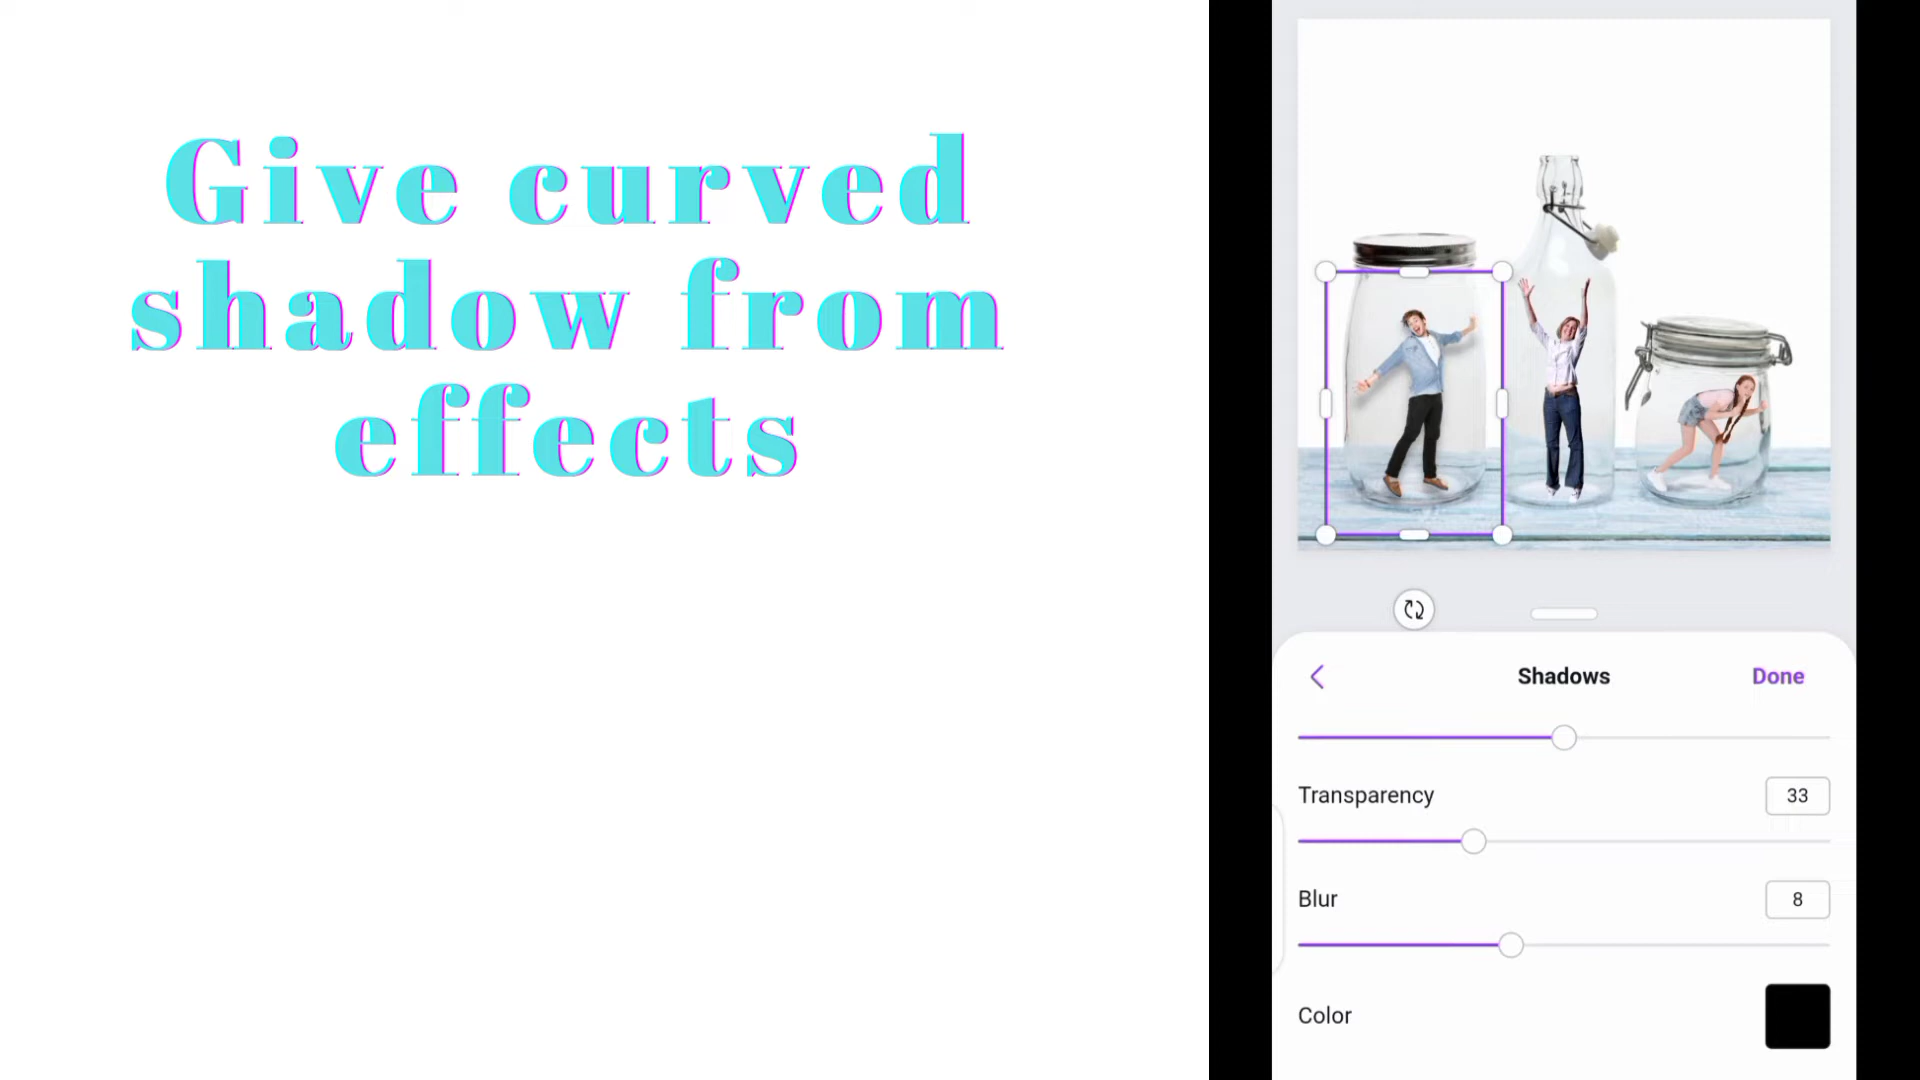 Give curved
shadow from
effects
Shadows
Done
Transparency
33
Blur
8
Color